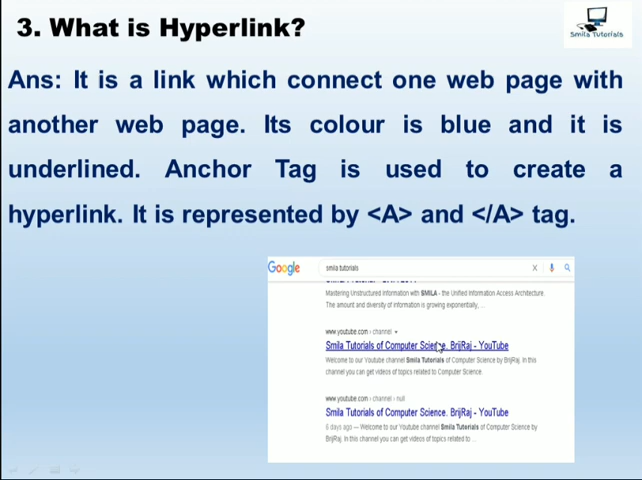 3. What is Hyperlink?
Smila Tutorials
Ans: It is a link which connect one web page with
another web page. Its colour is blue and it is
underlined. Anchor Tag is used to create a
hyperlink. It is represented by <A> and </A> tag.
Google
smila tutorials
Mastering Unstructured Information with SMILA - the Unified Information Access Architecture.
The amount and diversity of information is growing exponentially, ...
www.youtube.com › channel
Smila Tutorials of Computer Science. BrijRaj - YouTube
Welcome to our Youtube channel Smila Tutorials of Computer Science by BrijRaj. In this
channel you can get videos of topics related to Computer Science.
www.youtube.com › channel › null
Smila Tutorials of Computer Science. BrijRaj - YouTube
6 days ago — Welcome to our Youtube channel Smila Tutorials of Computer Science by
BrijRaj. In this channel you can get videos of topics related to ...